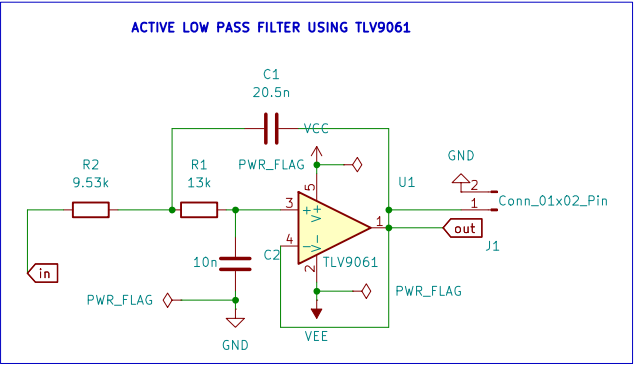 ACTIVE LOW PASS FILTER USING TLV9061
C1
20.5n
VCC
R2
9.53k
R1
13k
PWR_FLAG
U1
GND
5
3
+
V+
1
2
1
Conn_01x02_Pin
out
J1
4
-
V-
2
TLV9061
in
10n
C2
PWR_FLAG
PWR_FLAG
GND
VEE